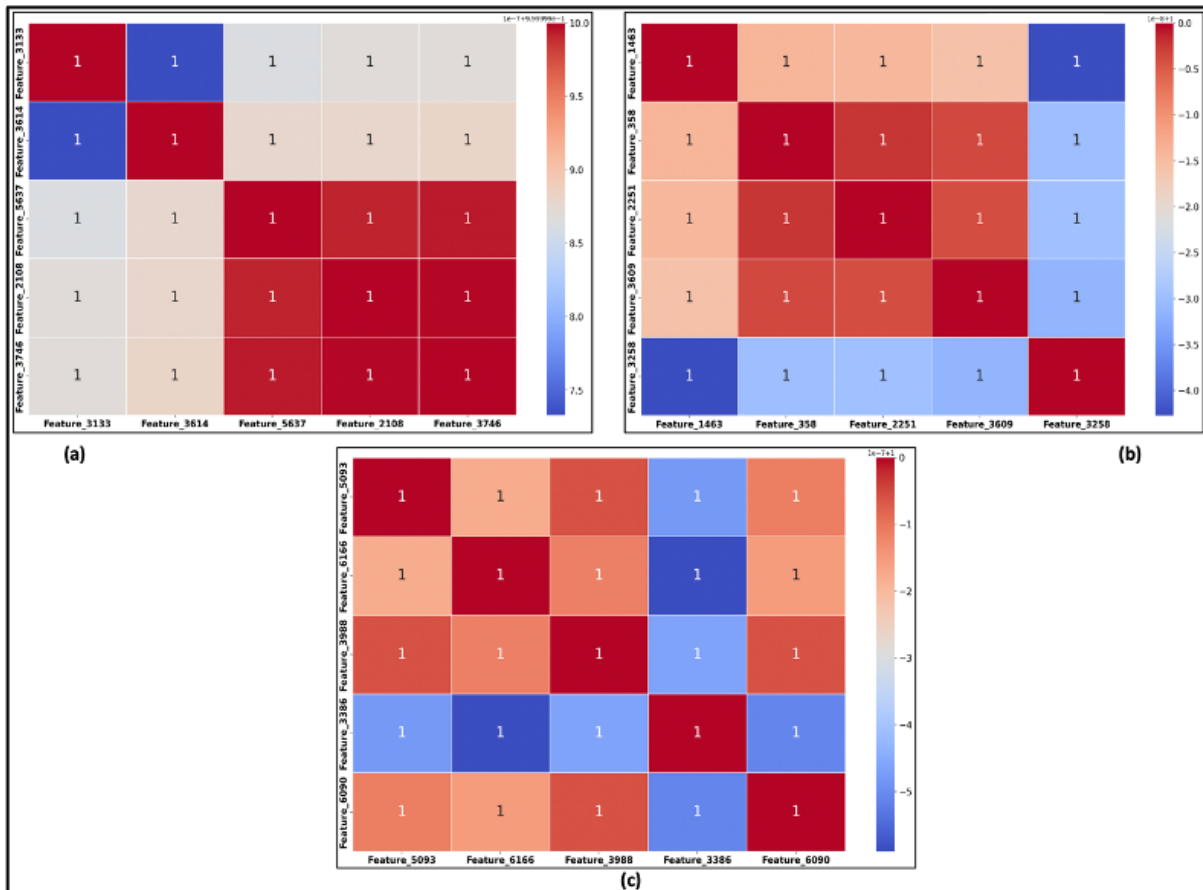 1e-7+9.999990e-1
Feature_3133 1 1 1 1 1 10.0
9.5
Feature_3614 1 1 1 1 1 9.0
Feature_5637 1 1 1 1 1 8.5
Feature_2108 1 1 1 1 1 8.0
Feature_3746 1 1 1 1 1 7.5
Feature_3133 Feature_3614 Feature_5637 Feature_2108 Feature_3746
(a)
1e-8+1
Feature_1463 1 1 1 1 1 0.0
−0.5
Feature_358 1 1 1 1 1 −1.0
−1.5
Feature_2251 1 1 1 1 1 −2.0
−2.5
Feature_3609 1 1 1 1 1 −3.0
−3.5
Feature_3258 1 1 1 1 1 −4.0
Feature_1463 Feature_358 Feature_2251 Feature_3609 Feature_3258
(b)
1e-7+1
Feature_5093 1 1 1 1 1 0
−1
Feature_6166 1 1 1 1 1 −2
Feature_3988 1 1 1 1 1 −3
Feature_3386 1 1 1 1 1 −4
Feature_6090 1 1 1 1 1 −5
Feature_5093 Feature_6166 Feature_3988 Feature_3386 Feature_6090
(c)